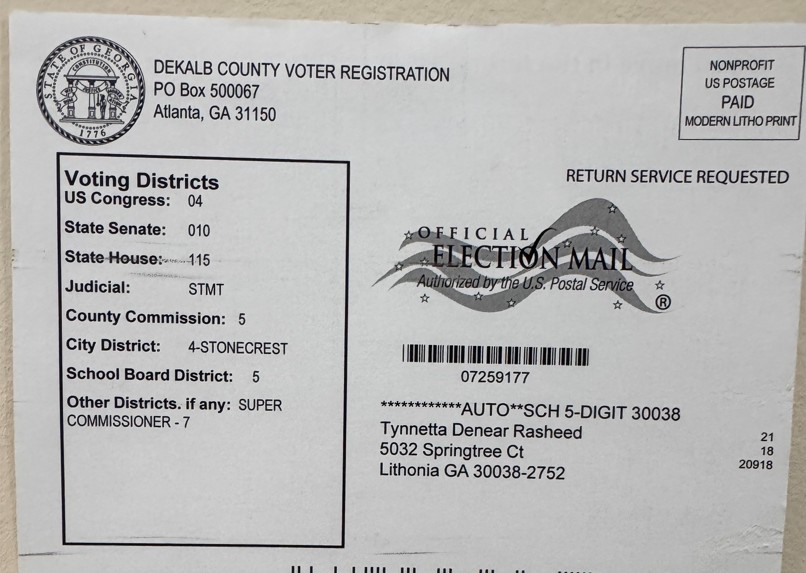 STATE OF GEORGIA
CONSTITUTION
1776
DEKALB COUNTY VOTER REGISTRATION
PO Box 500067
Atlanta, GA 31150
NONPROFIT
US POSTAGE
PAID
MODERN LITHO PRINT
RETURN SERVICE REQUESTED
Voting Districts
US Congress: 04
State Senate: 010
State House: 115
Judicial: STMT
County Commission: 5
City District: 4-STONECREST
School Board District: 5
Other Districts. if any: SUPER
COMMISSIONER - 7
OFFICIAL
ELECTION MAIL
Authorized by the U.S. Postal Service
®
07259177
************AUTO**SCH 5-DIGIT 30038
Tynnetta Denear Rasheed
5032 Springtree Ct
Lithonia GA 30038-2752
21
18
20918